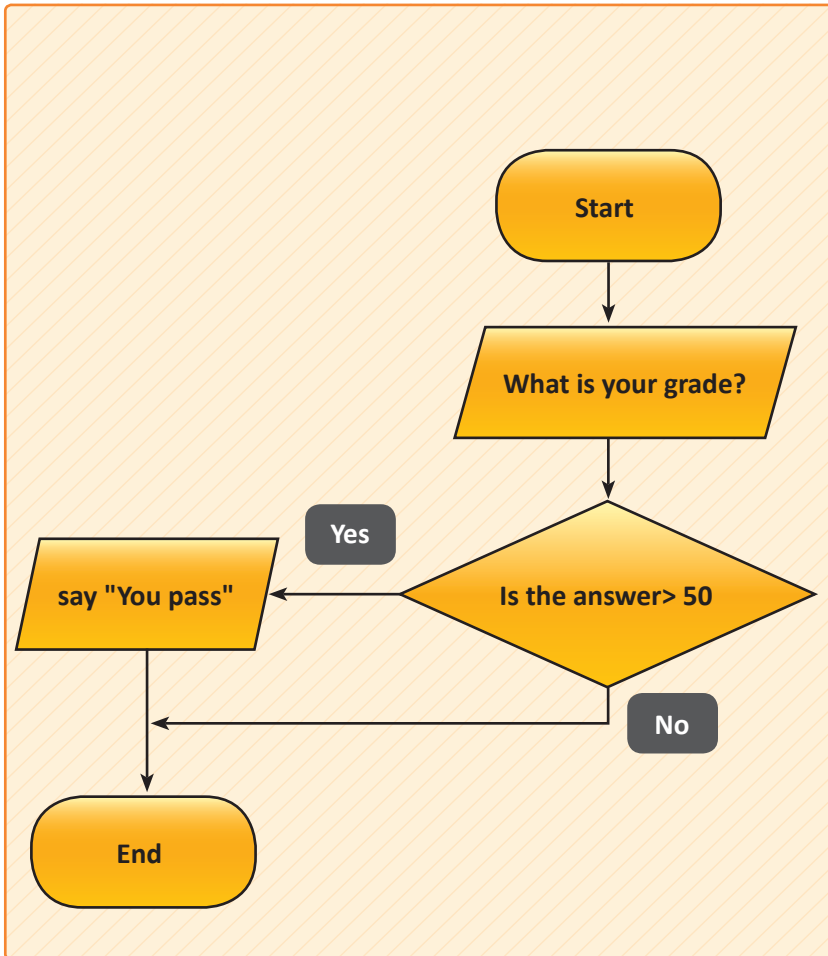 Start
What is your grade?
Yes
say "You pass"
Is the answer> 50
No
End